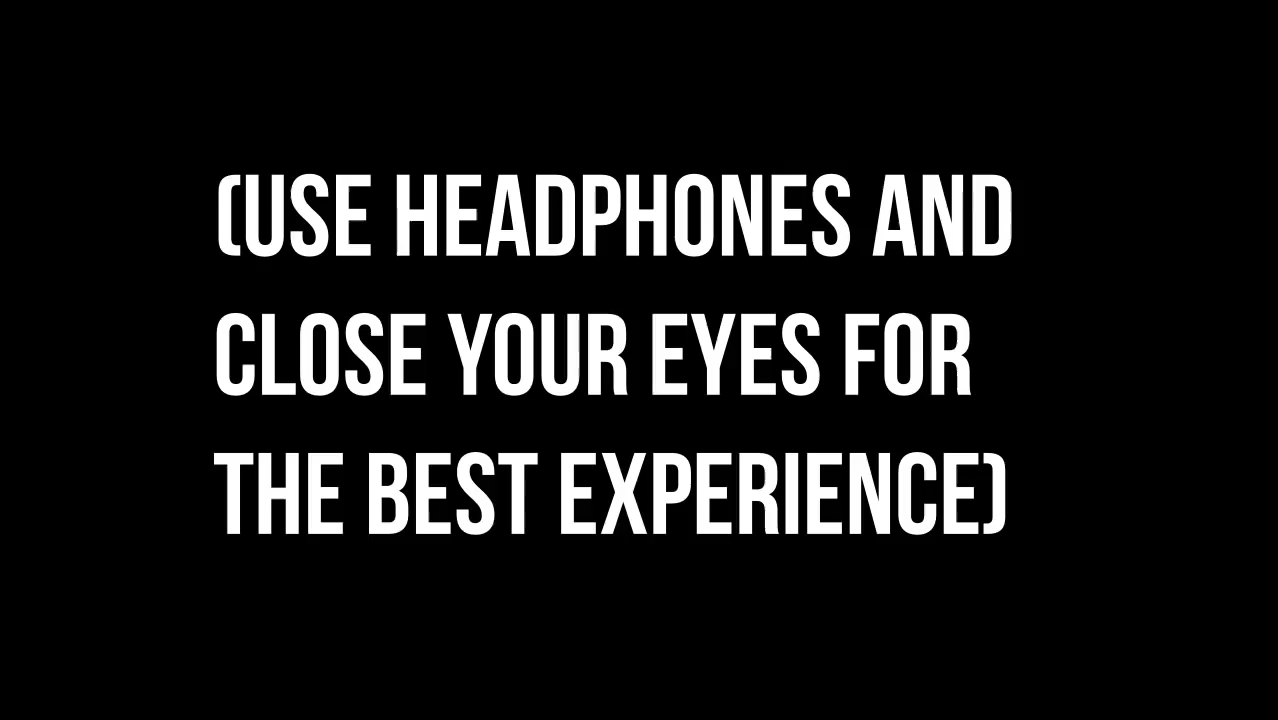 (USE HEADPHONES AND
CLOSE YOUR EYES FOR
THE BEST EXPERIENCE)